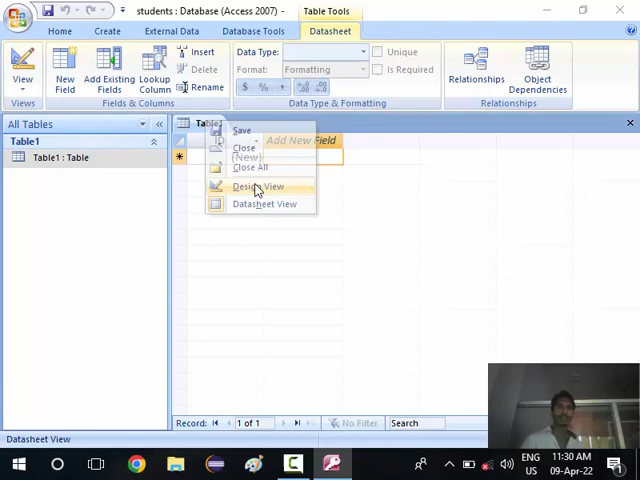 students : Database (Access 2007) -
Table Tools
Home
Create
External Data
Database Tools
Datasheet
View
Views
New Field
Add Existing Fields
Lookup Column
Insert
Delete
Rename
Fields & Columns
Data Type:
Format:
Formatting
Unique
Is Required
$ % ,
Data Type & Formatting
Relationships
Object Dependencies
Relationships
All Tables
Table1
Table1 : Table
Table1
ID
Add New Field
(New)
Save
Close
Close All
Design View
Datasheet View
Record:
1 of 1
No Filter
Search
Datasheet View
ENG
US
11:30 AM
09-Apr-22
1